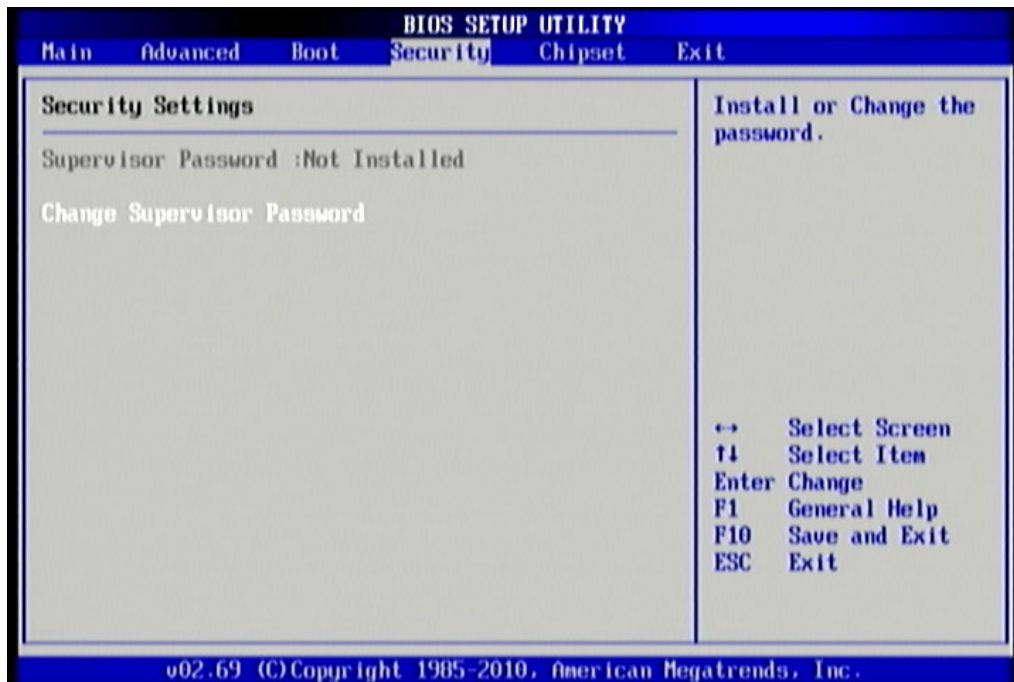 BIOS SETUP UTILITY
Main Advanced Boot Security Chipset Exit
Security Settings
Supervisor Password :Not Installed
Change Supervisor Password
Install or Change the
password.
↔ Select Screen
↑↓ Select Item
Enter Change
F1 General Help
F10 Save and Exit
ESC Exit
v02.69 (C)Copyright 1985-2010, American Megatrends, Inc.